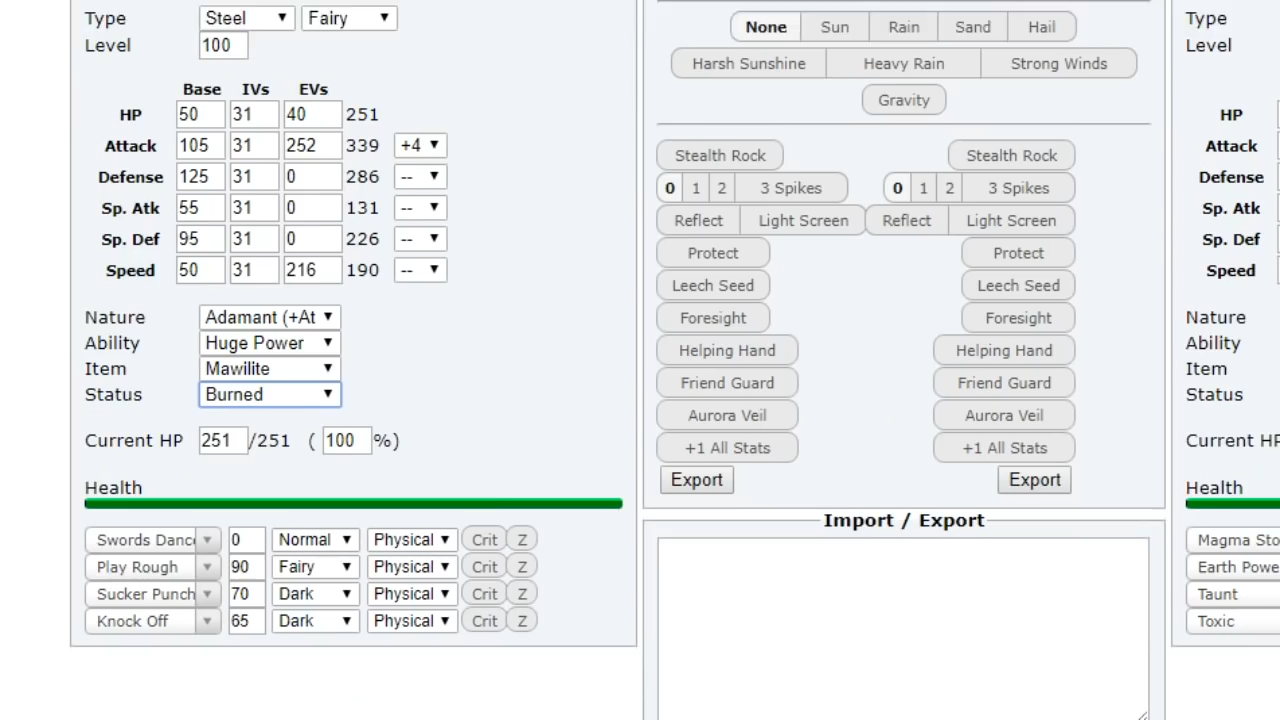 Type Steel Fairy
Level 100
Base IVs EVs
HP 50 31 40 251
Attack 105 31 252 339 +4
Defense 125 31 0 286 --
Sp. Atk 55 31 0 131 --
Sp. Def 95 31 0 226 --
Speed 50 31 216 190 --
Nature Adamant (+At
Ability Huge Power
Item Mawilite
Status Burned
Current HP 251 /251 ( 100 %)
Health
Swords Danc 0 Normal Physical Crit Z
Play Rough 90 Fairy Physical Crit Z
Sucker Punch 70 Dark Physical Crit Z
Knock Off 65 Dark Physical Crit Z
None Sun Rain Sand Hail
Harsh Sunshine Heavy Rain Strong Winds
Gravity
Stealth Rock Stealth Rock
0 1 2 3 Spikes 0 1 2 3 Spikes
Reflect Light Screen Reflect Light Screen
Protect Protect
Leech Seed Leech Seed
Foresight Foresight
Helping Hand Helping Hand
Friend Guard Friend Guard
Aurora Veil Aurora Veil
+1 All Stats +1 All Stats
Export Export
Import / Export
Type
Level
HP
Attack
Defense
Sp. Atk
Sp. Def
Speed
Nature
Ability
Item
Status
Current HP
Health
Magma Sto
Earth Powe
Taunt
Toxic